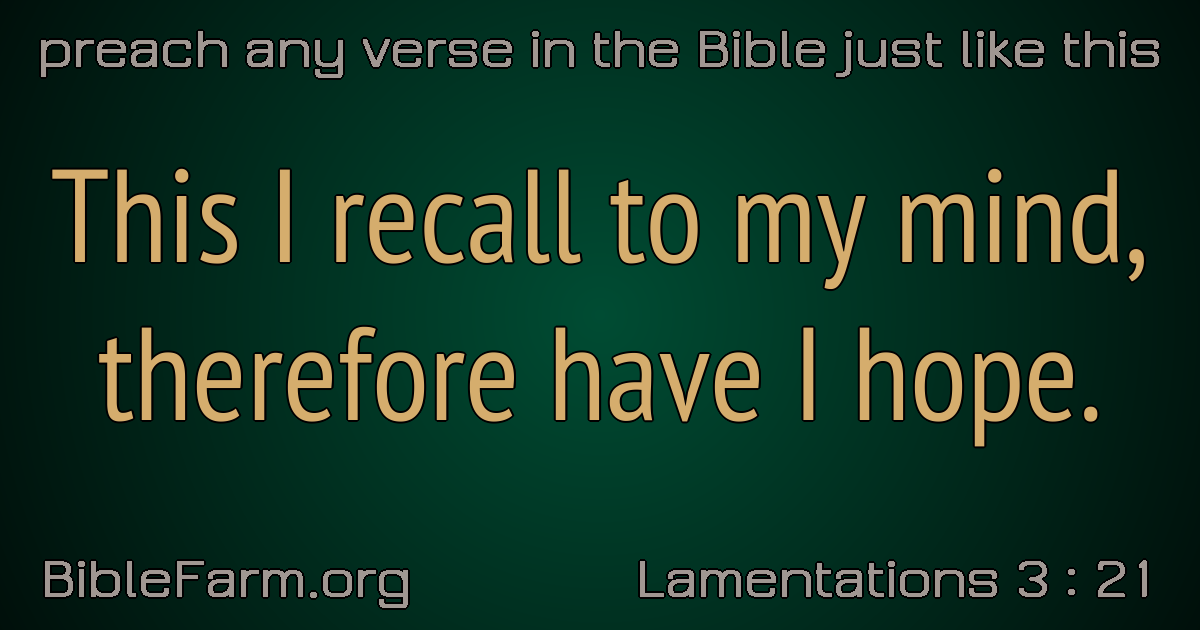 preach any verse in the Bible just like this
This I recall to my mind,
therefore have I hope.
BibleFarm.org
Lamentations 3 : 21